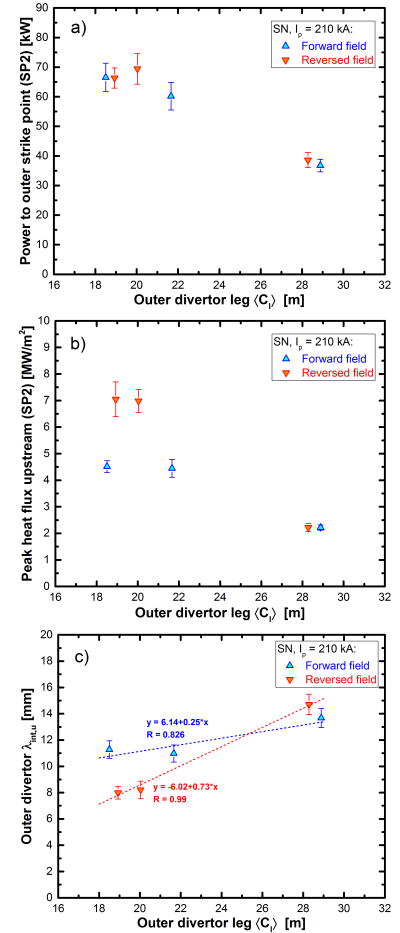 a)
SN, Ip = 210 kA:
Forward field
Reversed field
Power to outer strike point (SP2) [kW]
90
80
70
60
50
40
30
20
10
0
16 18 20 22 24 26 28 30 32
Outer divertor leg ⟨Cl⟩ [m]
b)
SN, Ip = 210 kA:
Forward field
Reversed field
Peak heat flux upstream (SP2) [MW/m²]
10
9
8
7
6
5
4
3
2
1
0
16 18 20 22 24 26 28 30 32
Outer divertor leg ⟨Cl⟩ [m]
c)
SN, Ip = 210 kA:
Forward field
Reversed field
Outer divertor λint,u [mm]
20
18
16
14
12
10
8
6
4
2
0
y = 6.14+0.25*x
R = 0.826
y = -6.02+0.73*x
R = 0.99
16 18 20 22 24 26 28 30 32
Outer divertor leg ⟨Cl⟩ [m]